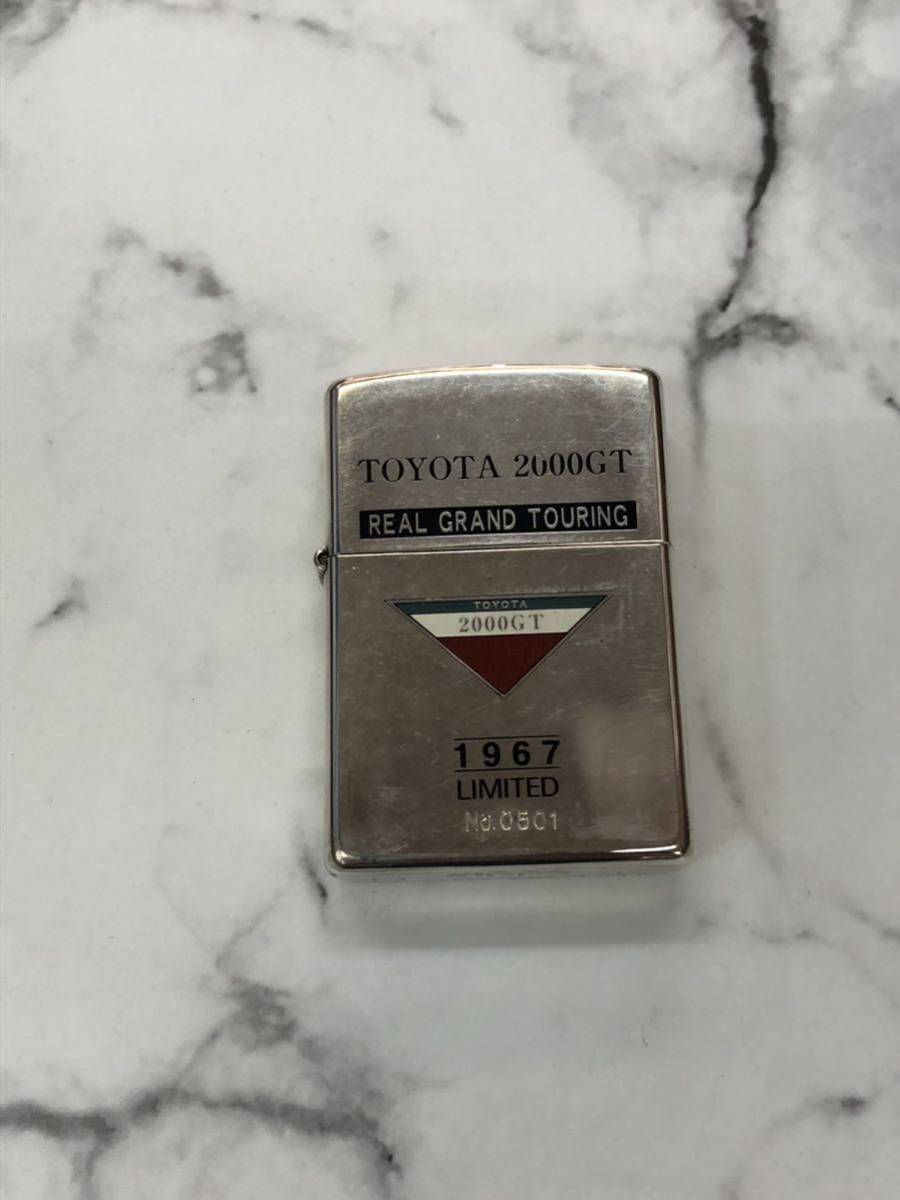 TOYOTA 2000GT
REAL GRAND TOURING
TOYOTA
2000GT
1967
LIMITED
No.0501